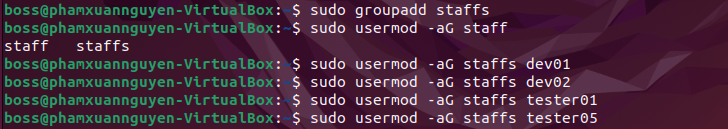 boss@phamxuannguyen-VirtualBox:~$ sudo groupadd staffs
boss@phamxuannguyen-VirtualBox:~$ sudo usermod -aG staff
staff   staffs
boss@phamxuannguyen-VirtualBox:~$ sudo usermod -aG staffs dev01
boss@phamxuannguyen-VirtualBox:~$ sudo usermod -aG staffs dev02
boss@phamxuannguyen-VirtualBox:~$ sudo usermod -aG staffs tester01
boss@phamxuannguyen-VirtualBox:~$ sudo usermod -aG staffs tester05